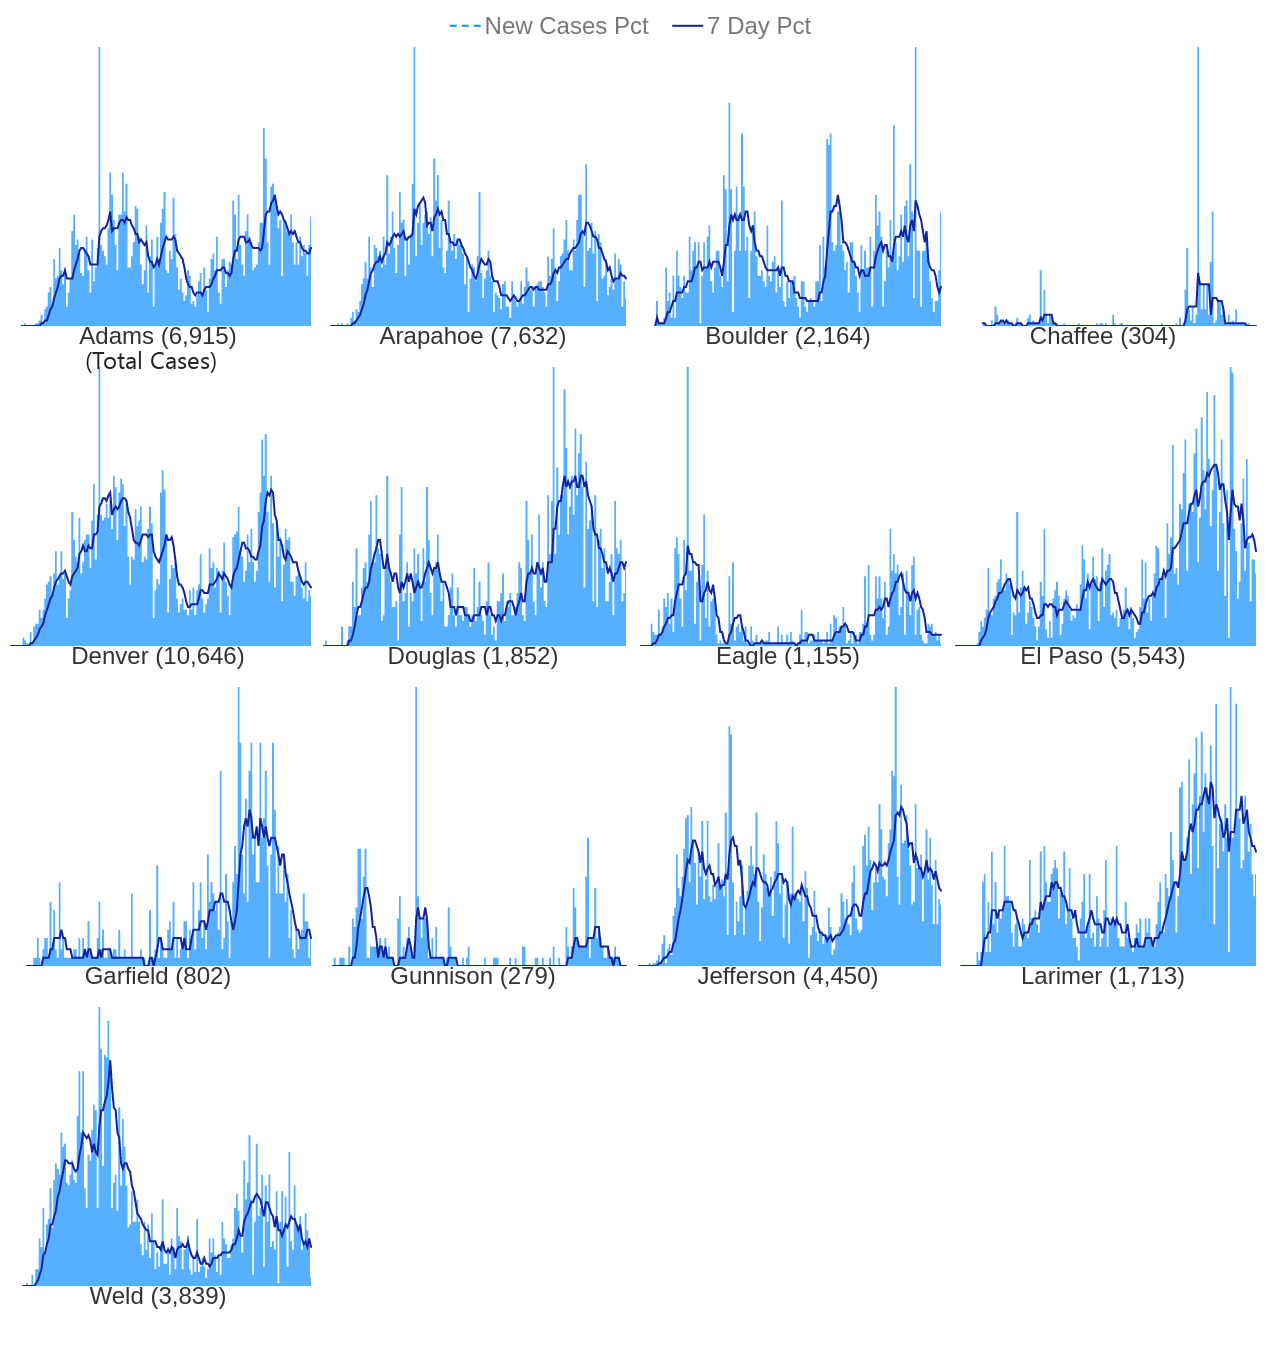 New Cases Pct 7 Day Pct
Adams (6,915) Arapahoe (7,632) Boulder (2,164) Chaffee (304)
(Total Cases)
Denver (10,646) Douglas (1,852) Eagle (1,155) El Paso (5,543)
Garfield (802) Gunnison (279) Jefferson (4,450) Larimer (1,713)
Weld (3,839)